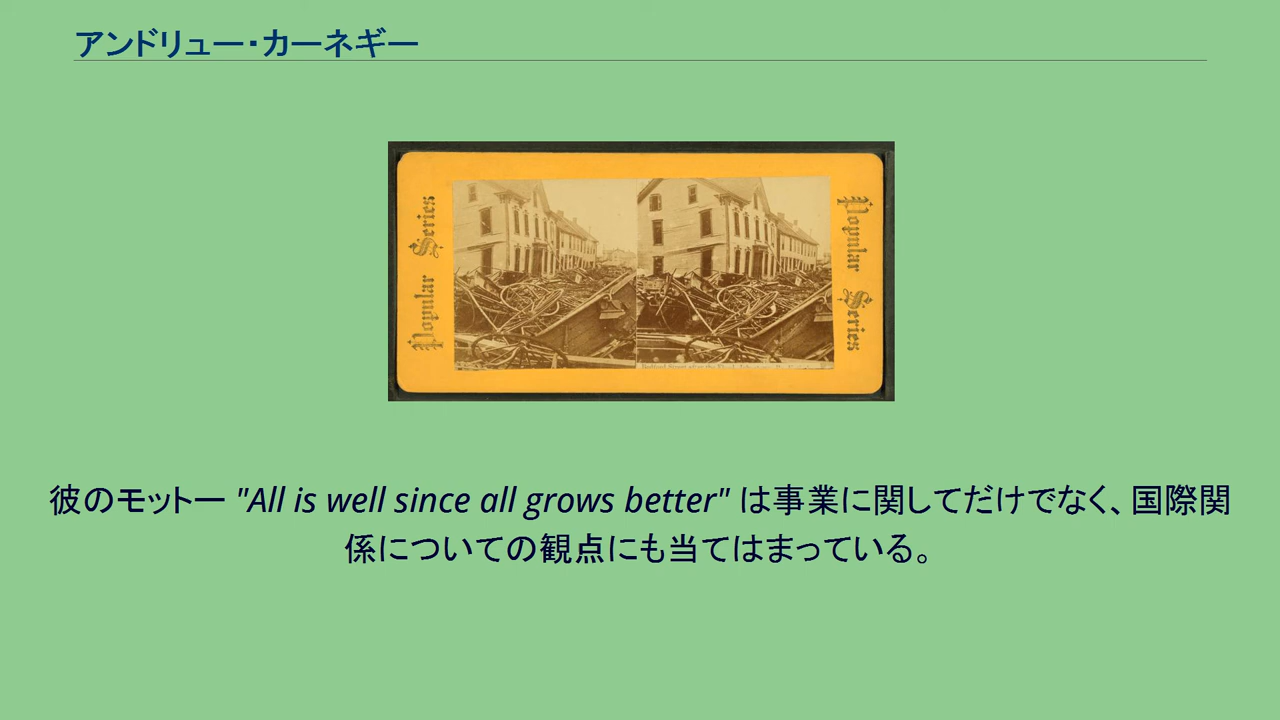 アンドリュー・カーネギー
Popular Series
Popular Series
彼のモットー "All is well since all grows better" は事業に関してだけでなく、国際関
係についての観点にも当てはまっている。